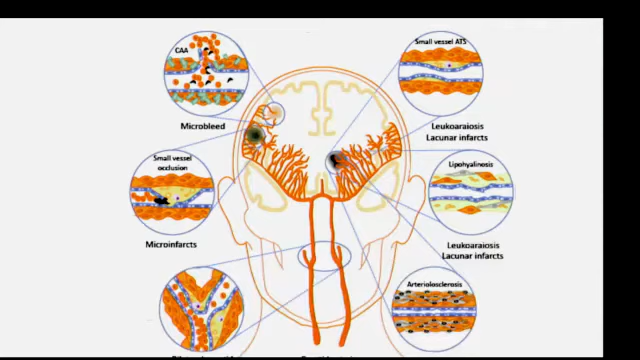 CAA
Small vessel ATS
Microbleed
Leukoaraiosis
Lacunar infarcts
Small vessel
occlusion
Lipohyalinosis
Microinfarcts
Leukoaraiosis
Lacunar infarcts
Arteriolosclerosis